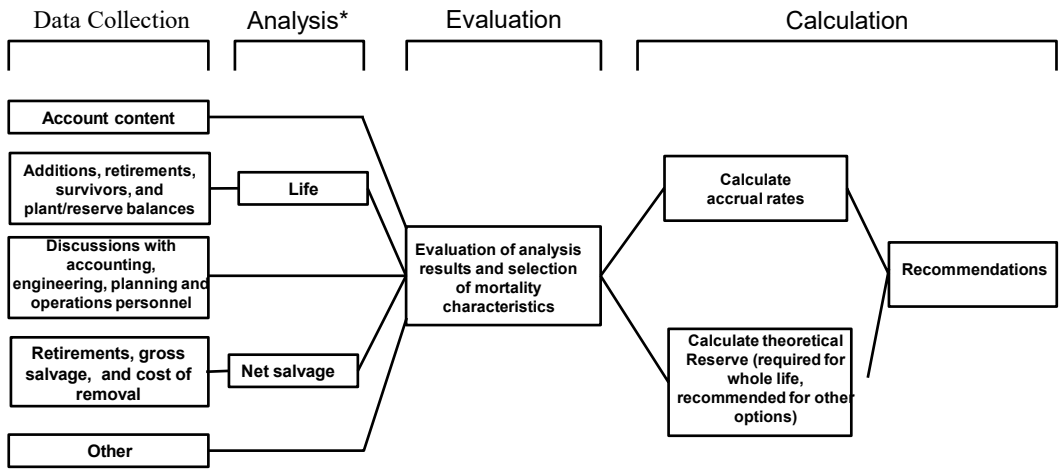 Data Collection
Analysis*
Evaluation
Calculation
Account content
Additions, retirements,
survivors, and
plant/reserve balances
Life
Discussions with
accounting,
engineering, planning and
operations personnel
Retirements, gross
salvage, and cost of
removal
Net salvage
Other
Evaluation of analysis
results and selection
of mortality
characteristics
Calculate
accrual rates
Calculate theoretical
Reserve (required for
whole life,
recommended for other
options)
Recommendations